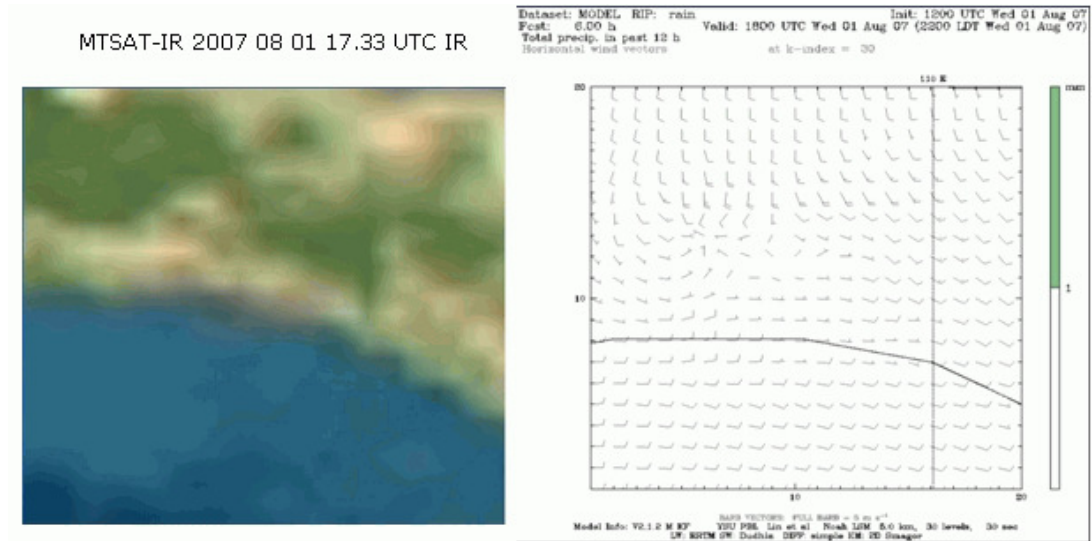 MTSAT-IR 2007 08 01 17.33 UTC IR
Dataset: MODEL RIP: rain Init: 1200 UTC Wed 01 Aug 07
Fcst: 6.00 h Valid: 1800 UTC Wed 01 Aug 07 (2200 LDT Wed 01 Aug 07)
Total precip. in past 12 h
Horizontal wind vectors at k-index = 30
110 E
mm
20
10
1
10
20
BARB VECTORS: FULL BARB = 5 m s⁻¹
Model Info: V2.1.2 M KF YSU PBL Lin et al Noah LSM 5.0 km, 30 levels, 30 sec
LW: RRTM SW: Dudhia DIFF: simple KM: 2D Smagor